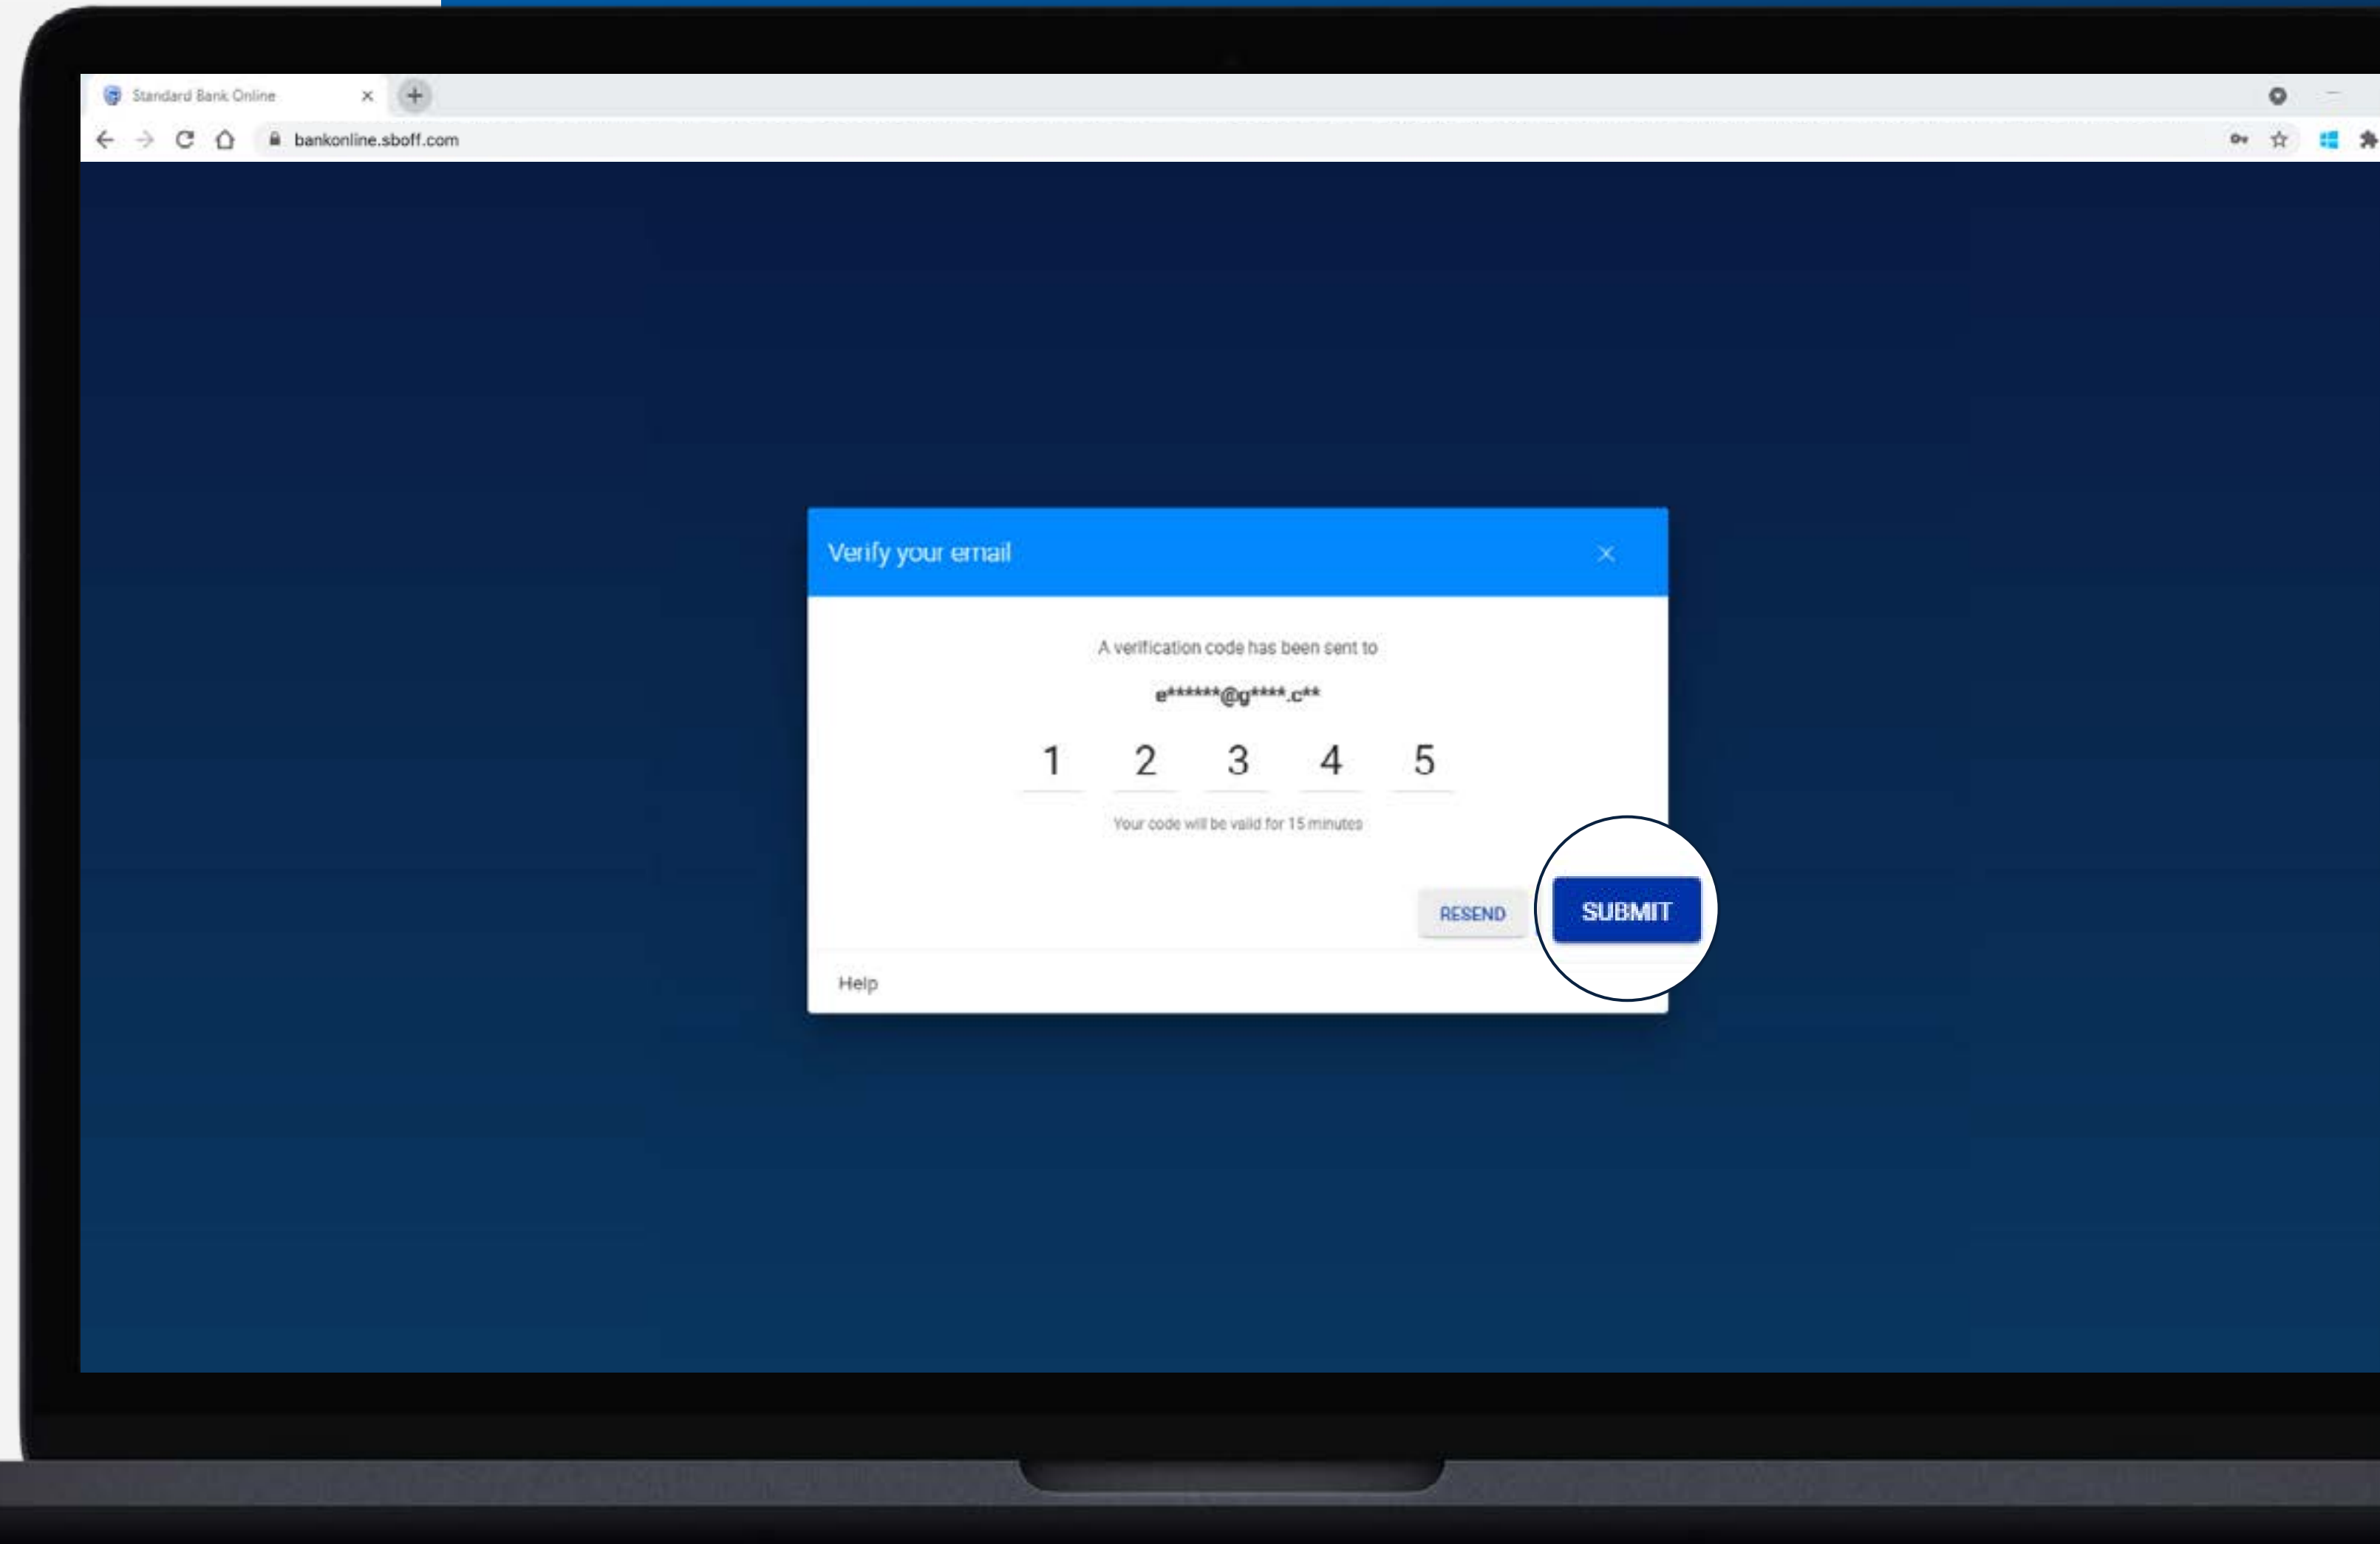 Standard Bank Online
bankonline.sboff.com
Verify your email
A verification code has been sent to
e******@g****.c**
1 2 3 4 5
Your code will be valid for 15 minutes
RESEND SUBMIT
Help